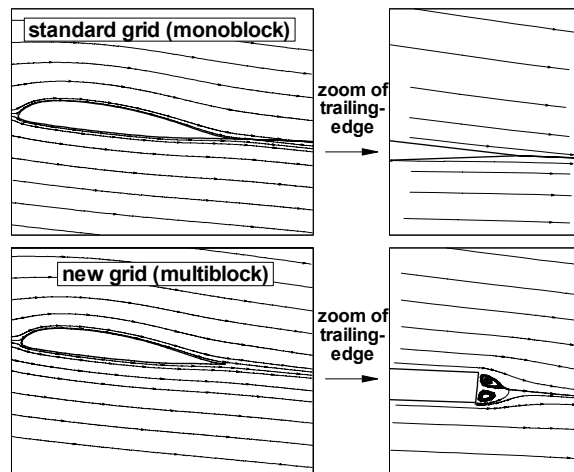 standard grid (monoblock)
zoom of
trailing-
edge
new grid (multiblock)
zoom of
trailing-
edge